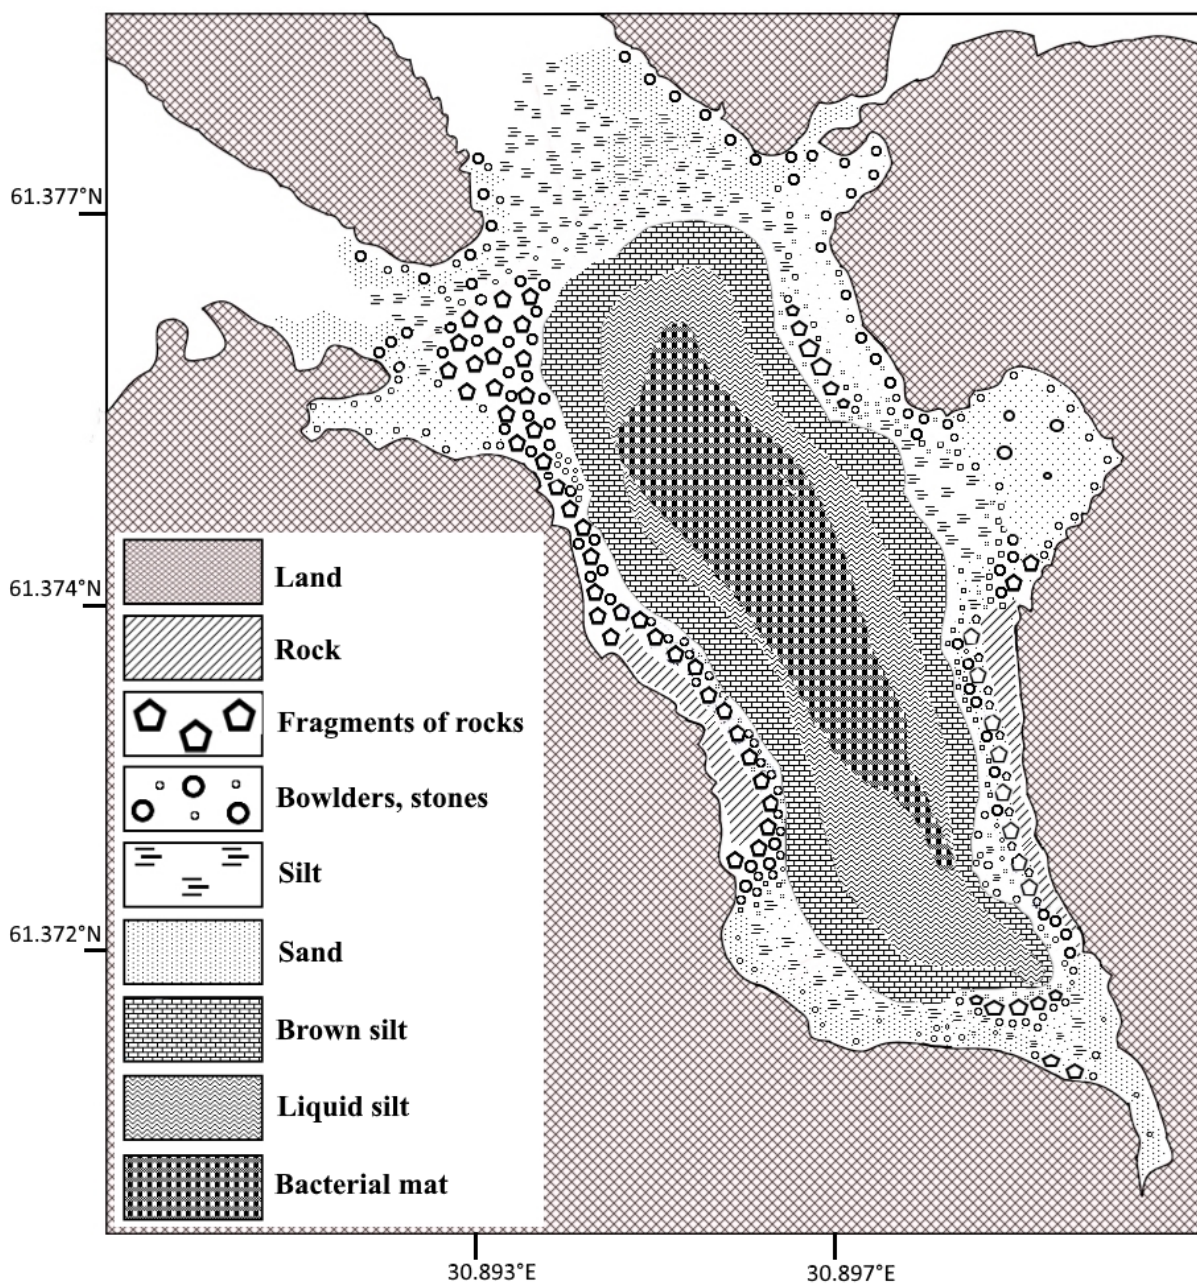 61.377°N
61.374°N
61.372°N
Land
Rock
Fragments of rocks
Bowlders, stones
Silt
Sand
Brown silt
Liquid silt
Bacterial mat
30.893°E
30.897°E